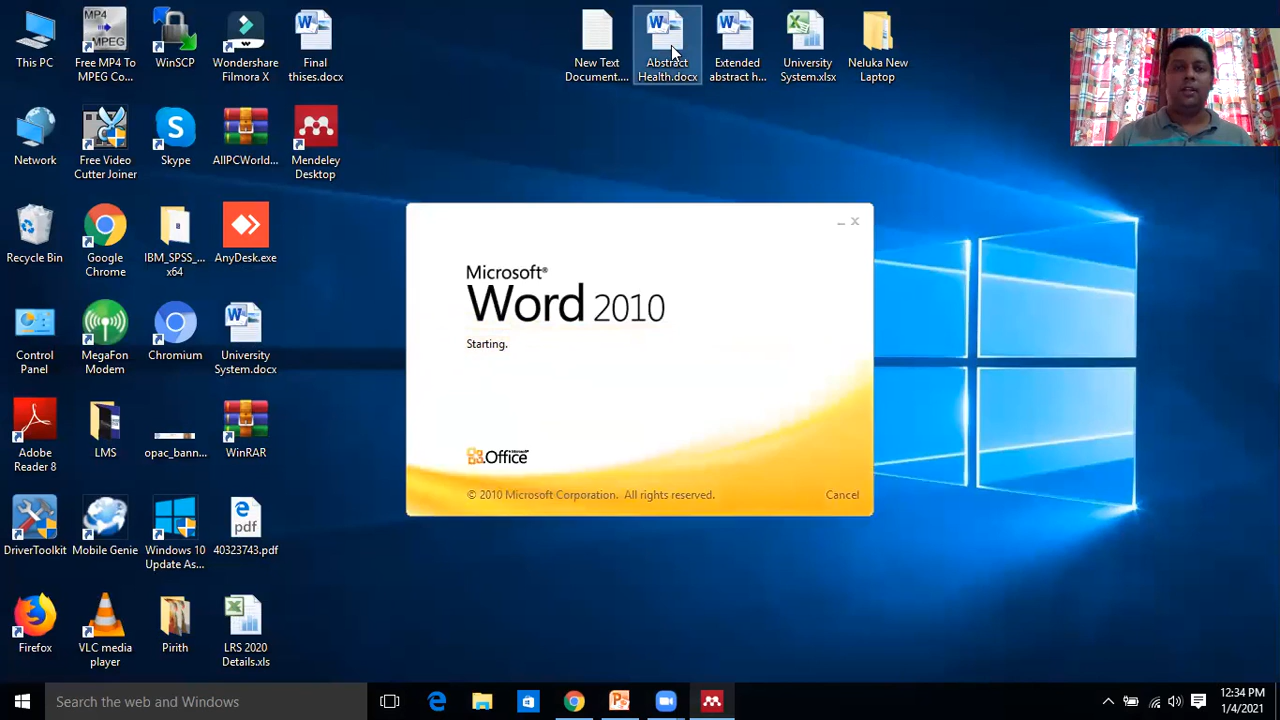 This PC
Free MP4 To
MPEG Co...
MP4
MPEG
WinSCP
Wondershare
Filmora X
Final
thises.docx
New Text
Document....
Abstract
Health.docx
Extended
abstract h...
University
System.xlsx
Neluka New
Laptop
Network
Free Video
Cutter Joiner
Skype
AllPCWorld...
Mendeley
Desktop
Recycle Bin
Google
Chrome
IBM_SPSS_...
x64
AnyDesk.exe
Microsoft®
Word 2010
Starting.
Control
Panel
MegaFon
Modem
Chromium
University
System.docx
Adobe
Reader 8
LMS
opac_bann...
WinRAR
Microsoft®
Office
© 2010 Microsoft Corporation. All rights reserved.
Cancel
DriverToolkit
Mobile Genie
Windows 10
Update As...
pdf
40323743.pdf
Firefox
VLC media
player
Pirith
LRS 2020
Details.xls
Search the web and Windows
12:34 PM
1/4/2021